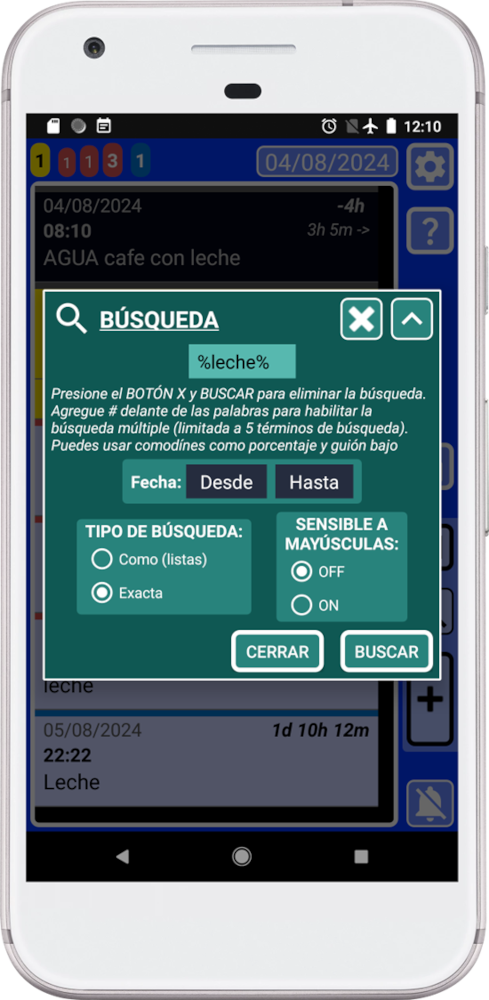 12:10
1 1 1 3 1 04/08/2024
04/08/2024 -4h
08:10 3h 5m ->
AGUA cafe con leche
BÚSQUEDA
%leche%
Presione el BOTÓN X y BUSCAR para eliminar la búsqueda.
Agregue # delante de las palabras para habilitar la
búsqueda múltiple (limitada a 5 términos de búsqueda).
Puedes usar comodínes como porcentaje y guión bajo
Fecha: Desde Hasta
TIPO DE BÚSQUEDA:
Como (listas)
Exacta
SENSIBLE A
MAYÚSCULAS:
OFF
ON
CERRAR BUSCAR
leche
05/08/2024 1d 10h 12m
22:22
Leche